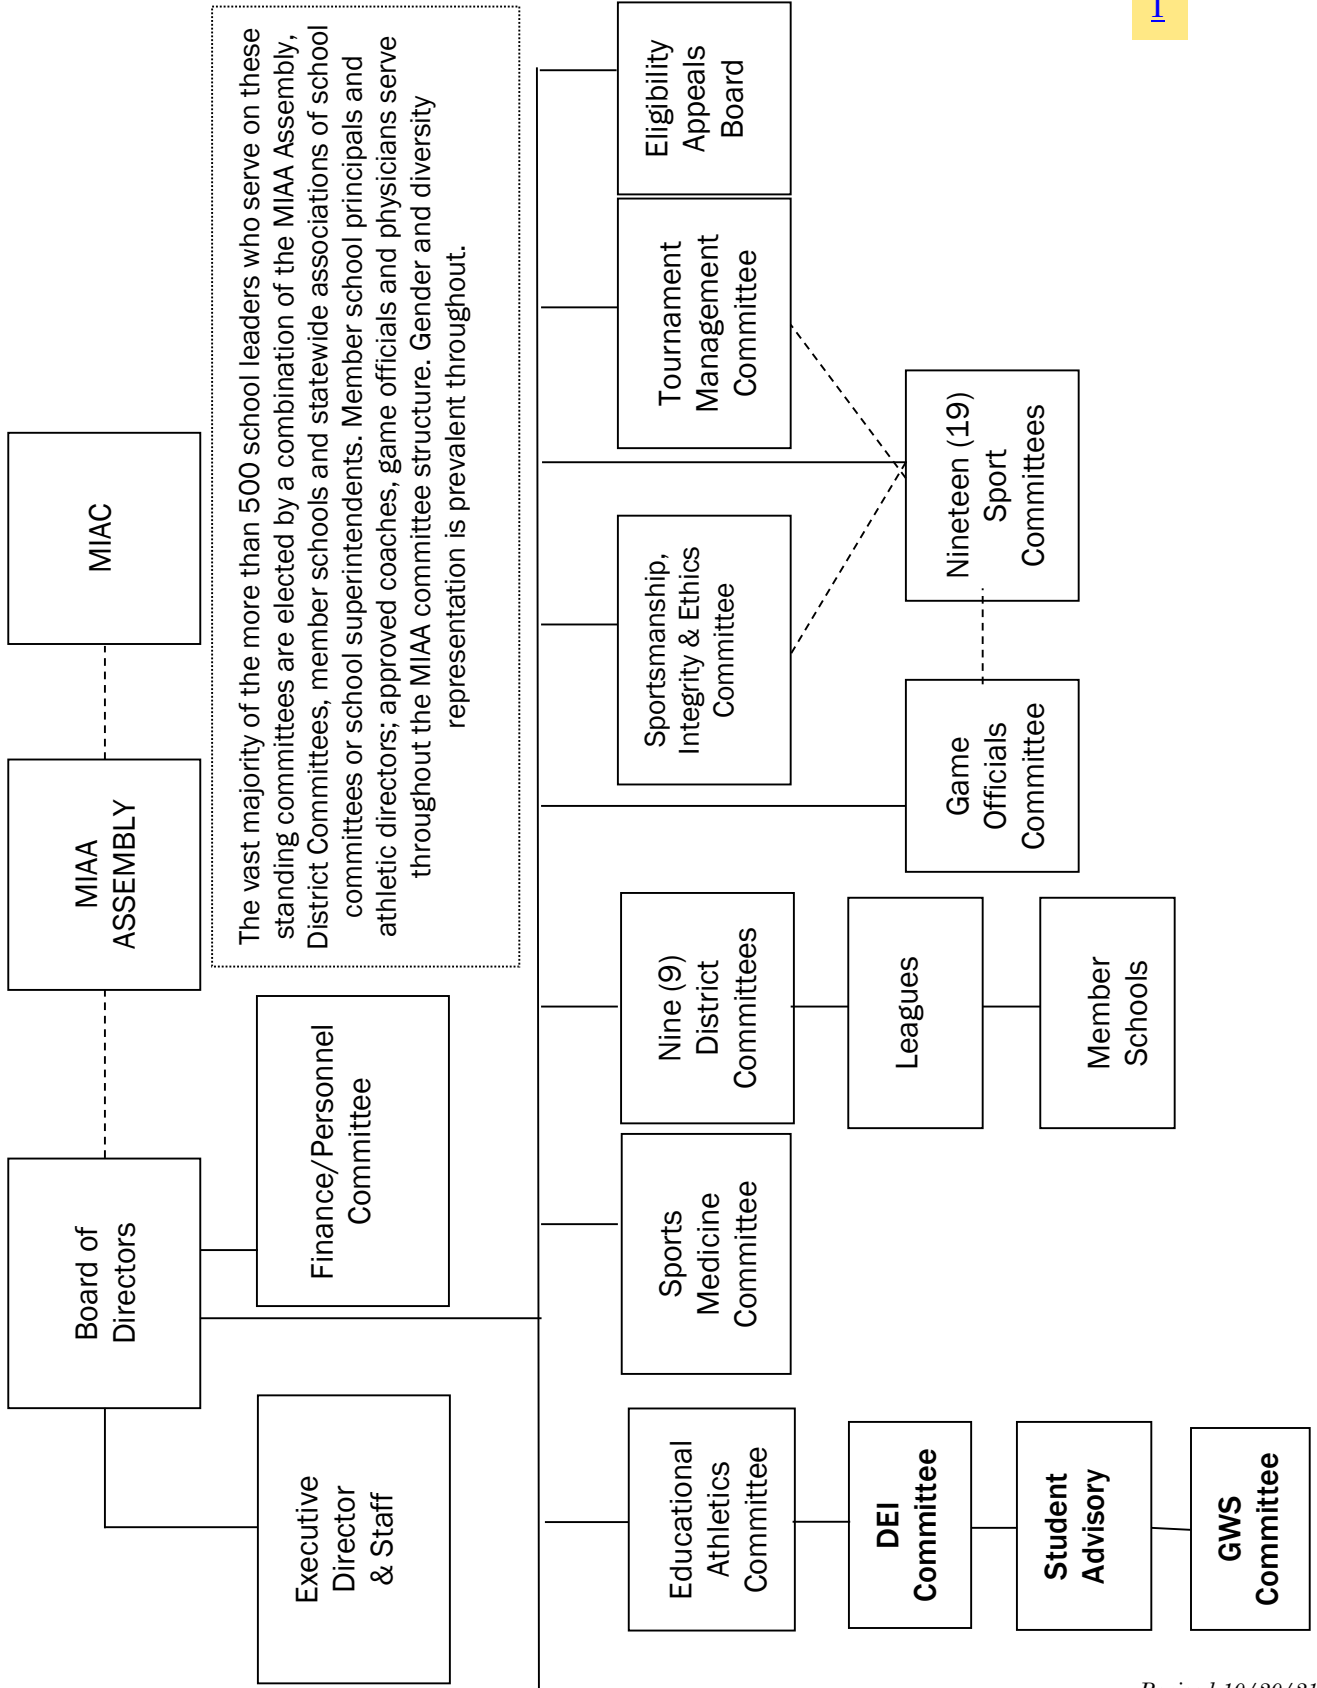 Executive
Director
& Staff
Board of
Directors
MIAA
ASSEMBLY
MIAC
Finance/Personnel
Committee
The vast majority of the more than 500 school leaders who serve on these
standing committees are elected by a combination of the MIAA Assembly,
District Committees, member schools and statewide associations of school
committees or school superintendents. Member school principals and
athletic directors; approved coaches, game officials and physicians serve
throughout the MIAA committee structure. Gender and diversity
representation is prevalent throughout.
Educational
Athletics
Committee
Sports
Medicine
Committee
Nine (9)
District
Committees
Sportsmanship,
Integrity & Ethics
Committee
Tournament
Management
Committee
Eligibility
Appeals
Board
DEI
Committee
Leagues
Game
Officials
Committee
Nineteen (19)
Sport
Committees
Student
Advisory
Member
Schools
GWS
Committee